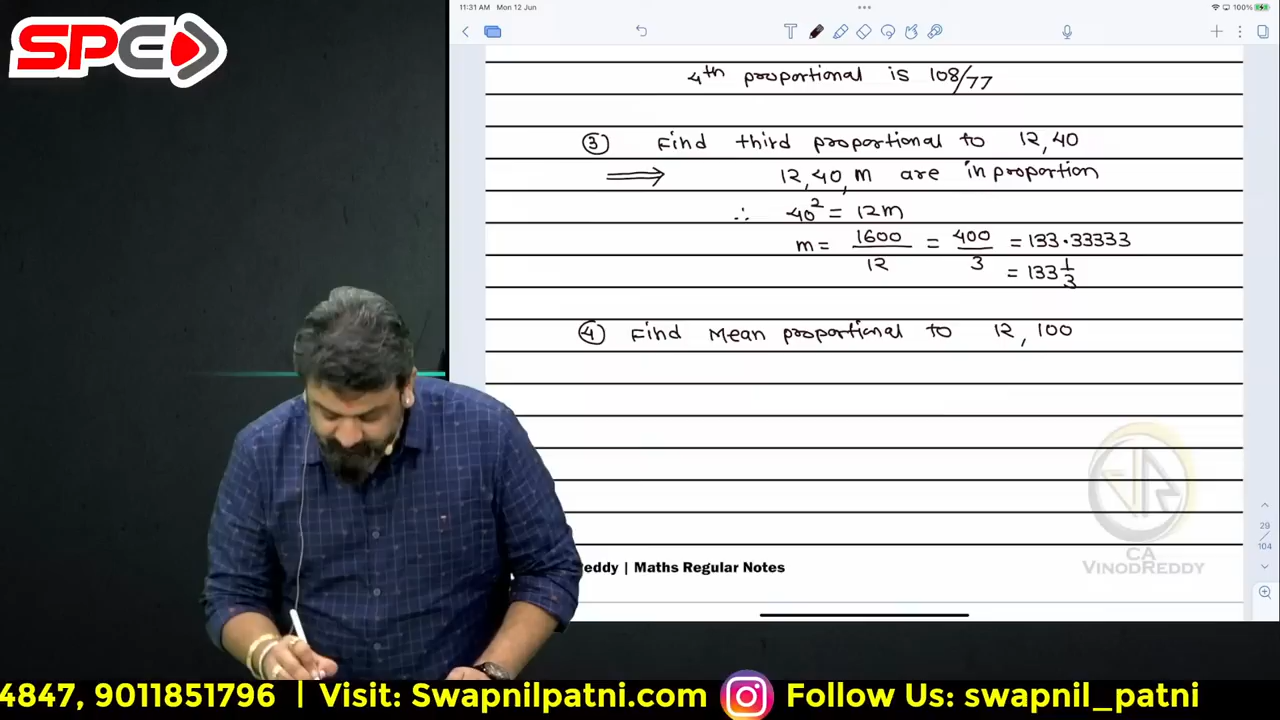 11:31 AM Mon 12 Jun
100%
SPE
4th proportional is 108/77
③ Find third proportional to 12, 40
⟹ 12, 40, m are in proportion
∴ 40² = 12m
m = 1600/12 = 400/3 = 133.33333
= 133 1/3
④ Find Mean proportional to 12, 100
29
/
104
CA
VINODREDDY
eddy | Maths Regular Notes
4847, 9011851796 | Visit: Swapnilpatni.com Follow Us: swapnil_patni